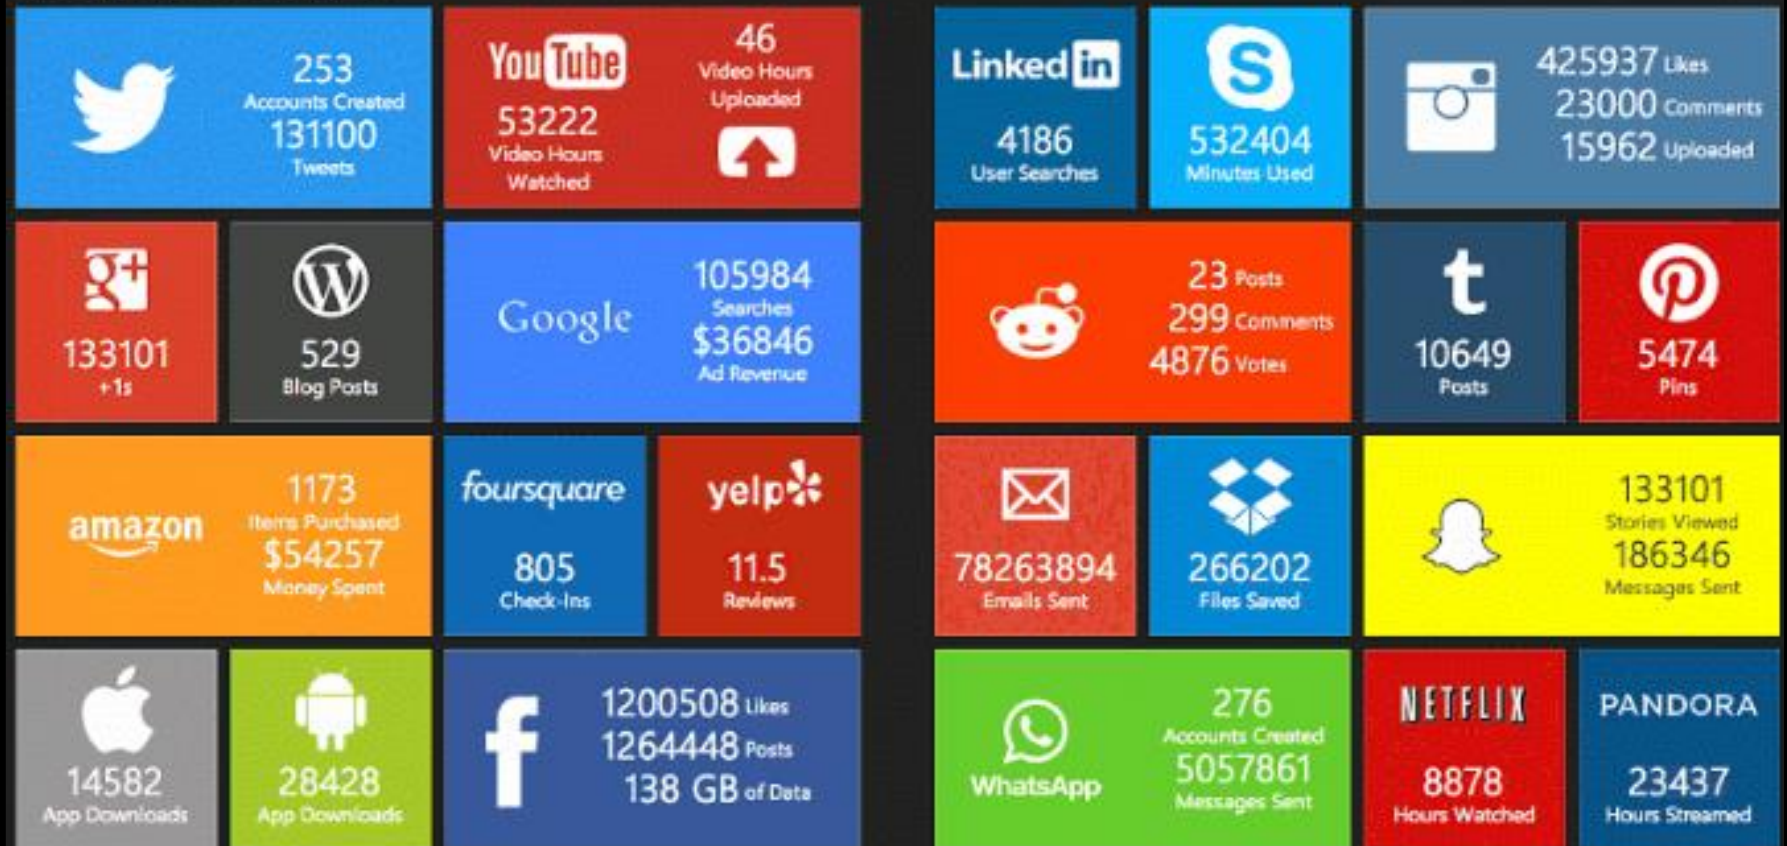 253
Accounts Created
131100
Tweets
YouTube
53222
Video Hours
Watched
46
Video Hours
Uploaded
Linked in
4186
User Searches
S
532404
Minutes Used
425937 Likes
23000 Comments
15962 Uploaded
g+
133101
+1s
W
529
Blog Posts
Google
105984
Searches
$36846
Ad Revenue
23 Posts
299 Comments
4876 Votes
t
10649
Posts
P
5474
Pins
amazon
1173
Items Purchased
$54257
Money Spent
foursquare
805
Check-Ins
yelp
11.5
Reviews
78263894
Emails Sent
266202
Files Saved
133101
Stories Viewed
186346
Messages Sent
14582
App Downloads
28428
App Downloads
f
1200508 Likes
1264448 Posts
138 GB of Data
WhatsApp
276
Accounts Created
5057861
Messages Sent
NETFLIX
8878
Hours Watched
PANDORA
23437
Hours Streamed